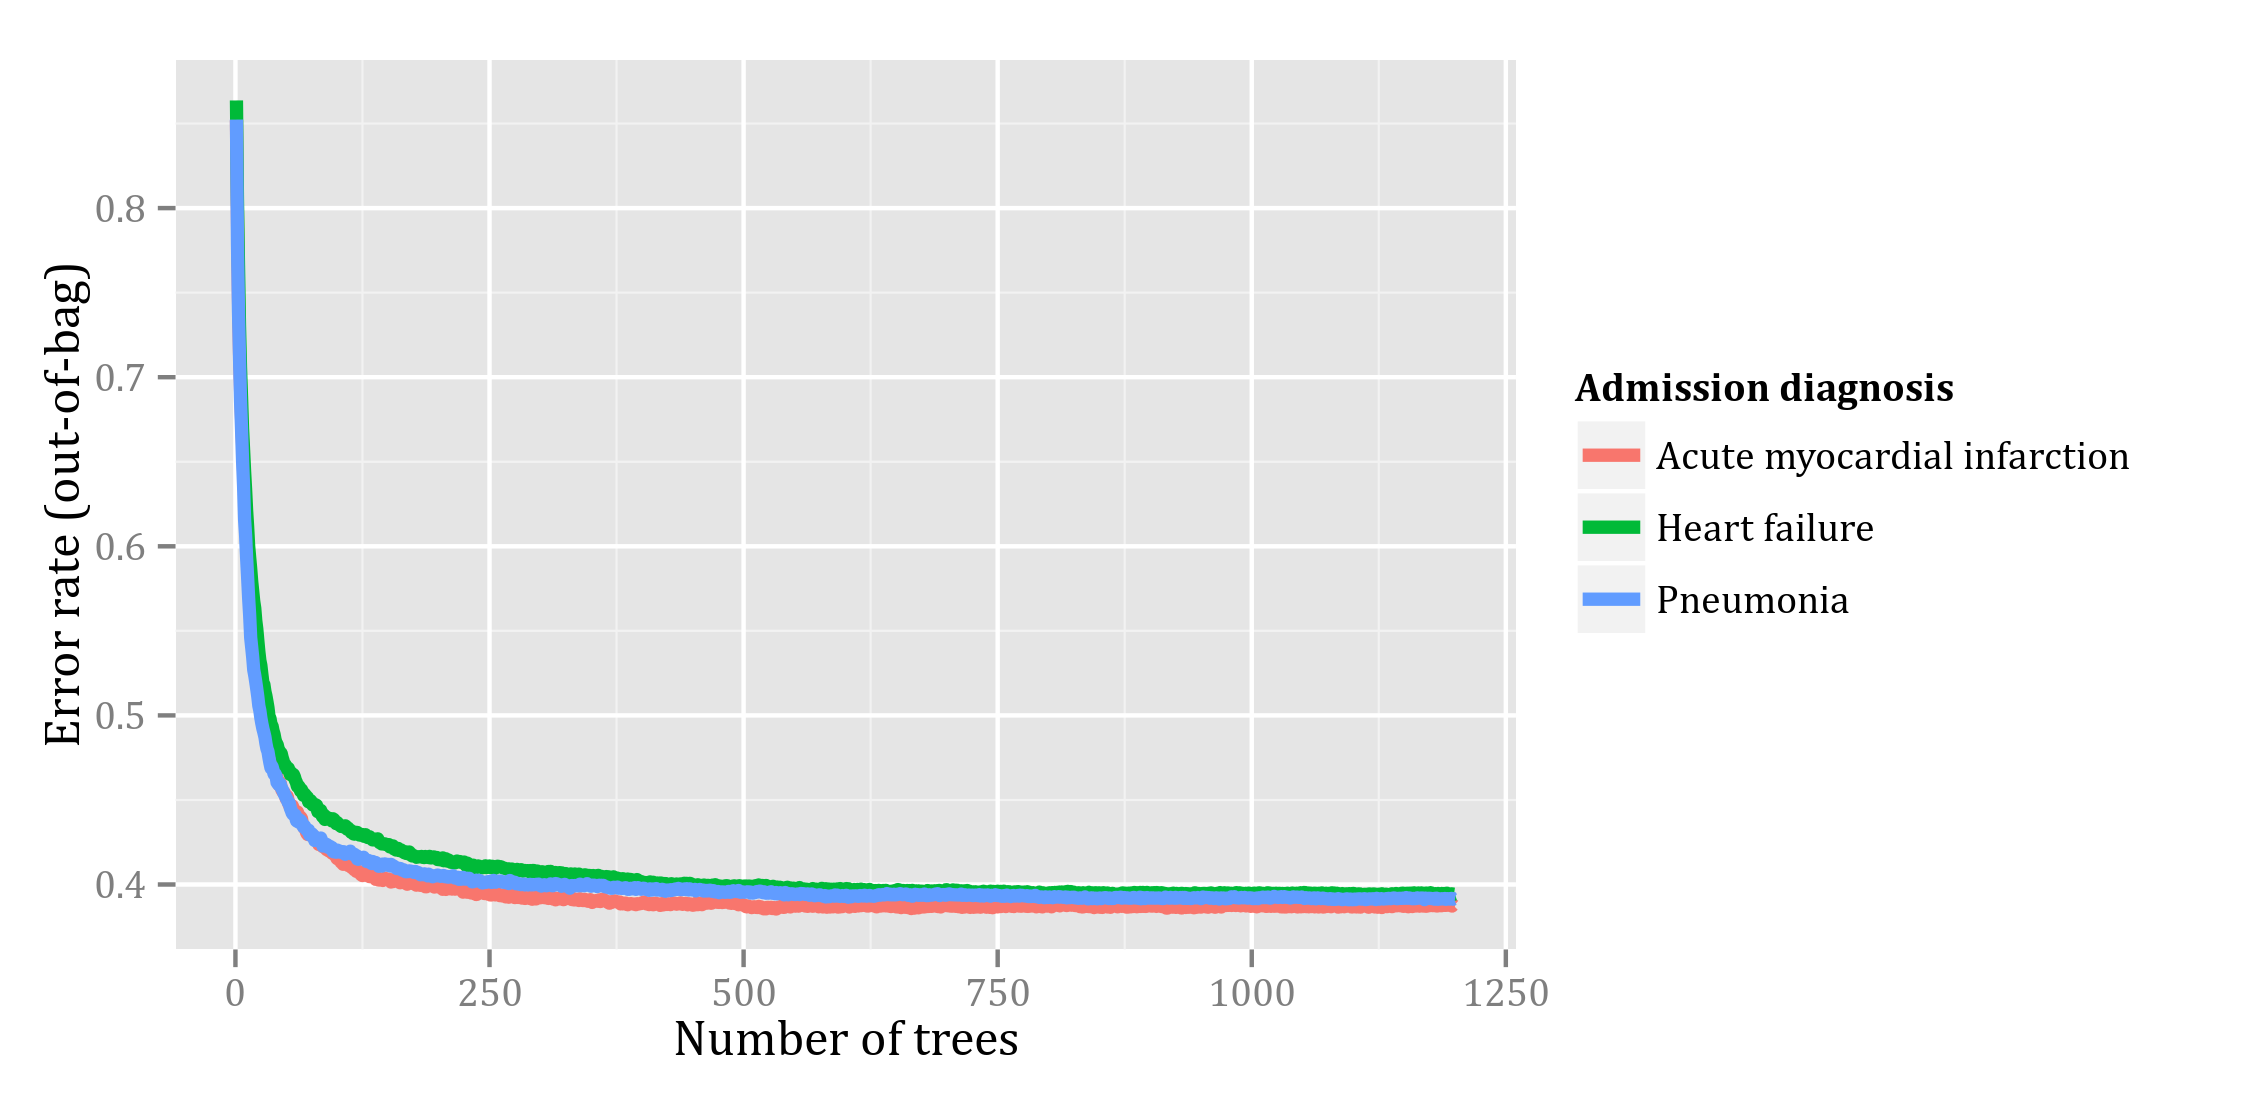 Error rate (out-of-bag)
0.8
0.7
0.6
0.5
0.4
0 250 500 750 1000 1250
Number of trees
Admission diagnosis
Acute myocardial infarction
Heart failure
Pneumonia